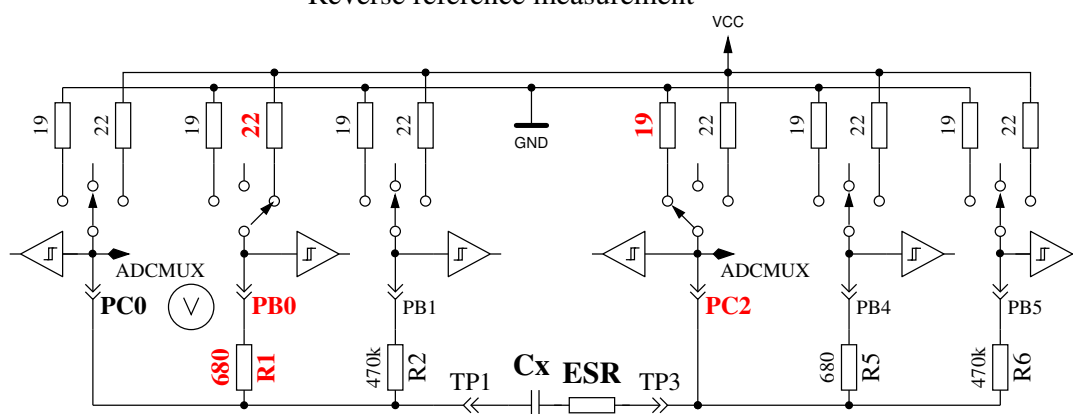 Reverse reference measurement
VCC
19 22 19 22 19 22 GND 19 22 19 22 19 22
ADCMUX ADCMUX
PC0 V PB0 PB1 PC2 PB4 PB5
680 R1 470k R2 680 R5 470k R6
TP1 Cx ESR TP3